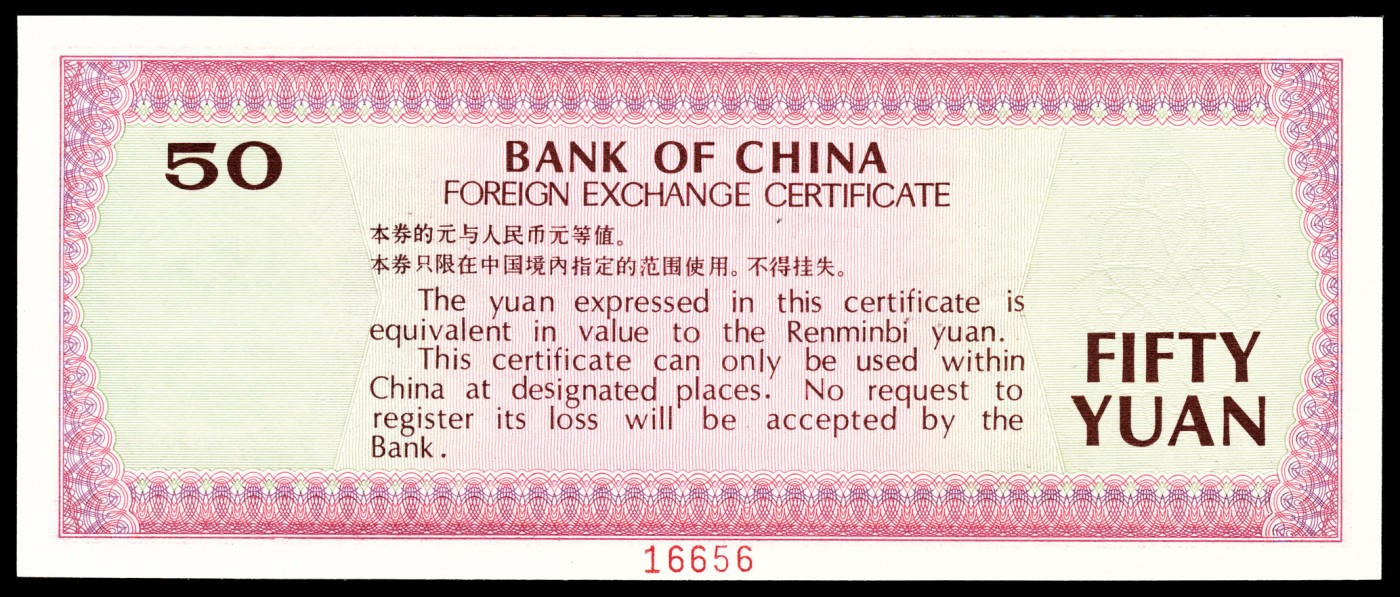 50
BANK OF CHINA
FOREIGN EXCHANGE CERTIFICATE
本券的元与人民币元等值。
本券只限在中国境内指定的范围使用。不得挂失。
The yuan expressed in this certificate is
equivalent in value to the Renminbi yuan.
This certificate can only be used within
China at designated places. No request to
register its loss will be accepted by the
Bank.
FIFTY
YUAN
16656